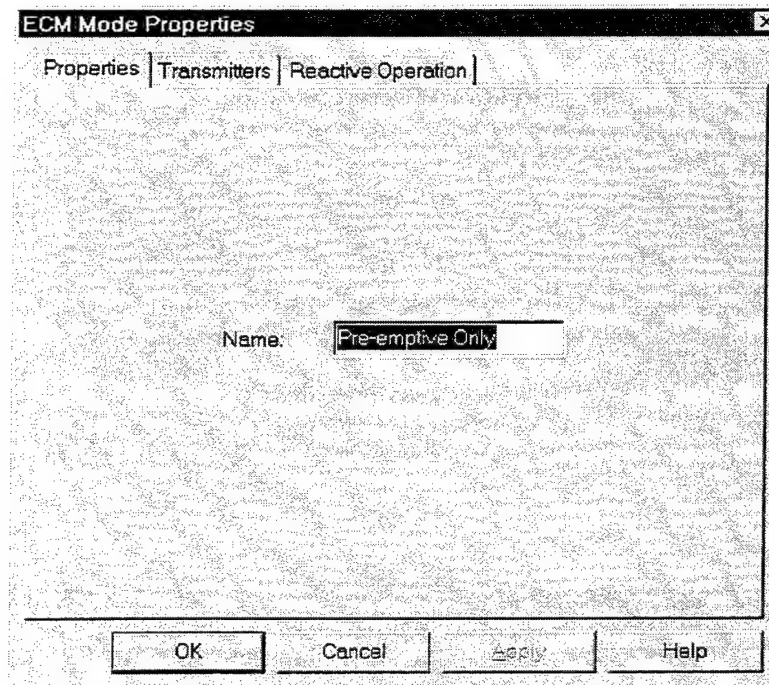 ECM Mode Properties
Properties Transmitters Reactive Operation
Name: Pre-emptive Only
OK Cancel Apply Help